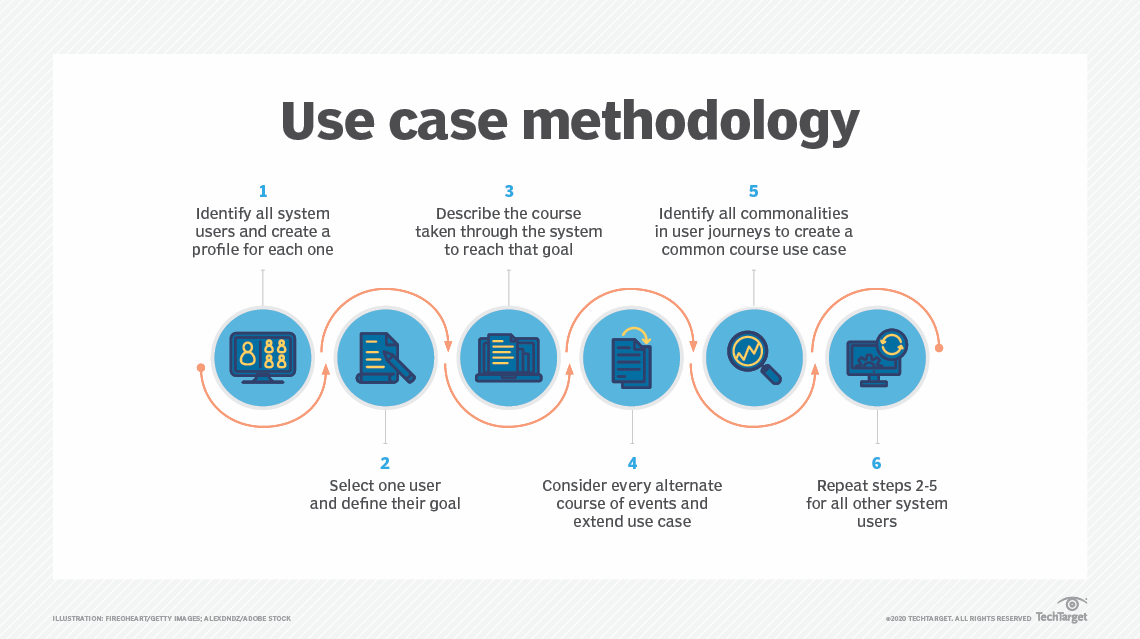 Use case methodology
1
Identify all system
users and create a
profile for each one
2
Select one user
and define their goal
3
Describe the course
taken through the system
to reach that goal
4
Consider every alternate
course of events and
extend use case
5
Identify all commonalities
in user journeys to create a
common course use case
6
Repeat steps 2-5
for all other system
users
ILLUSTRATION: FIREOHEART/GETTY IMAGES; ALEXDNDZ/ADOBE STOCK
©2020 TECHTARGET. ALL RIGHTS RESERVED
TechTarget